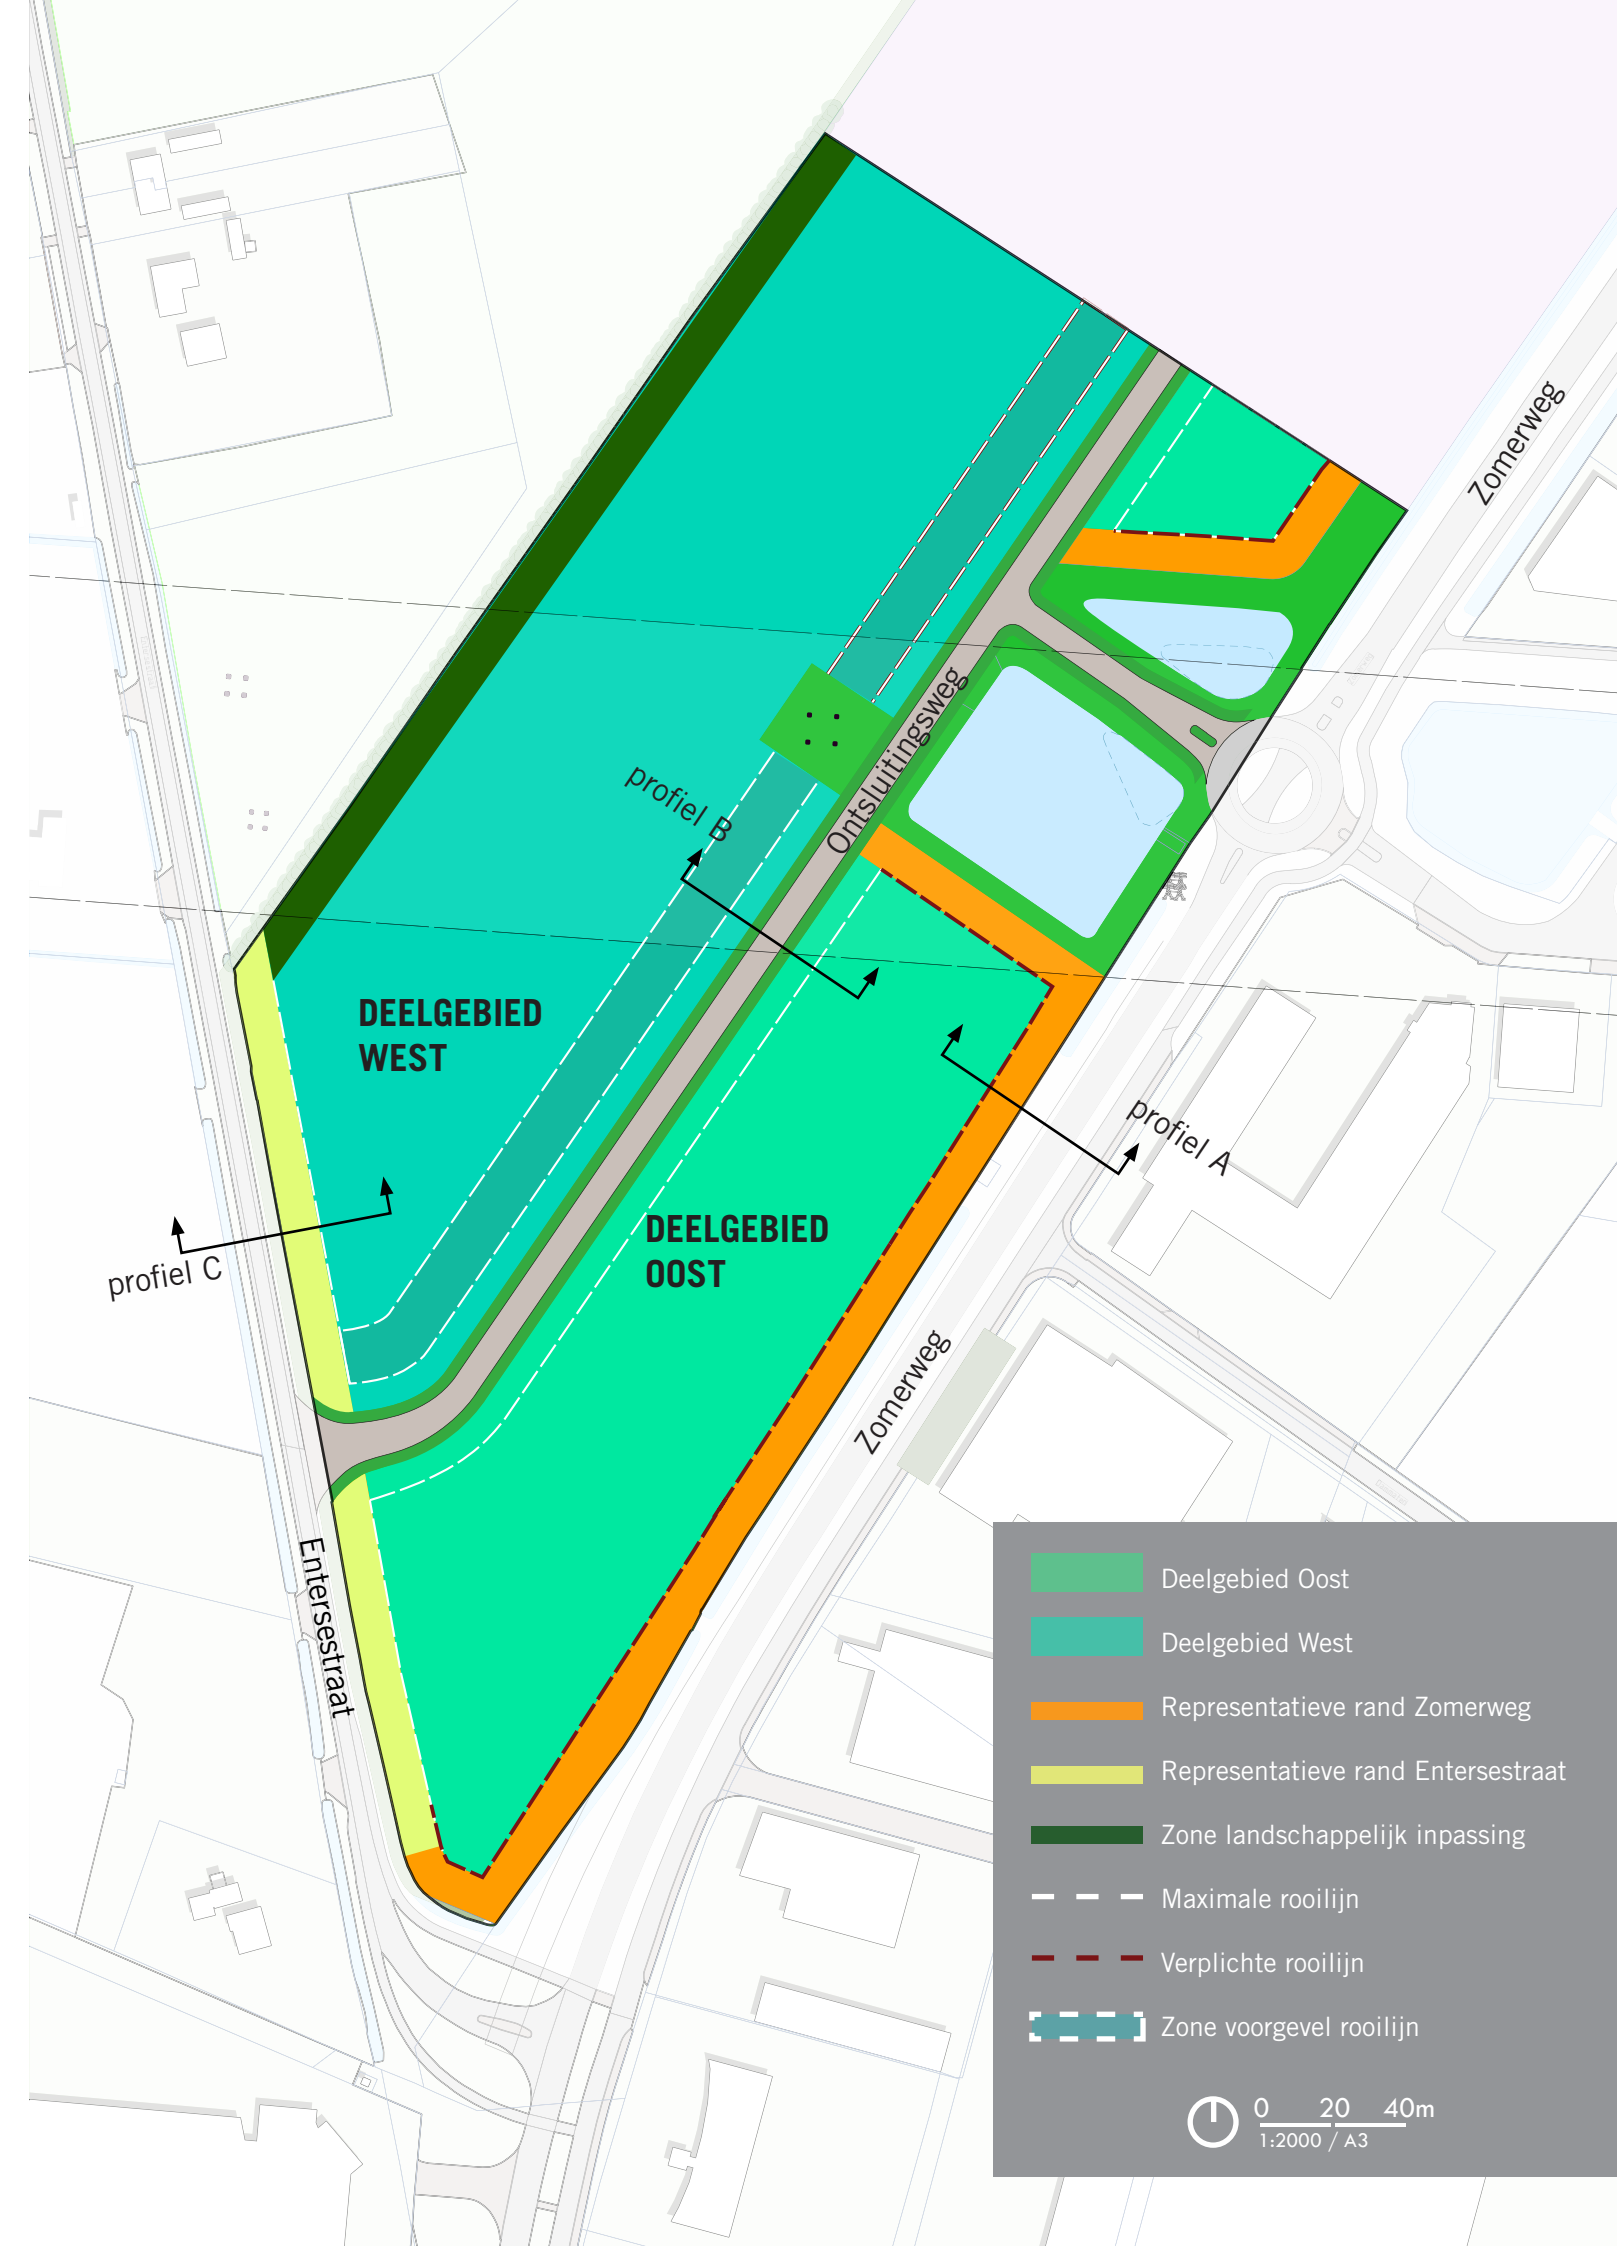 Zomerweg
Ontsluitingsweg
profiel B
DEELGEBIED
WEST
profiel A
DEELGEBIED
OOST
profiel C
Zomerweg
Entersestraat
Deelgebied Oost
Deelgebied West
Representatieve rand Zomerweg
Representatieve rand Entersestraat
Zone landschappelijk inpassing
Maximale rooilijn
Verplichte rooilijn
Zone voorgevel rooilijn
0 20 40m
1:2000 / A3